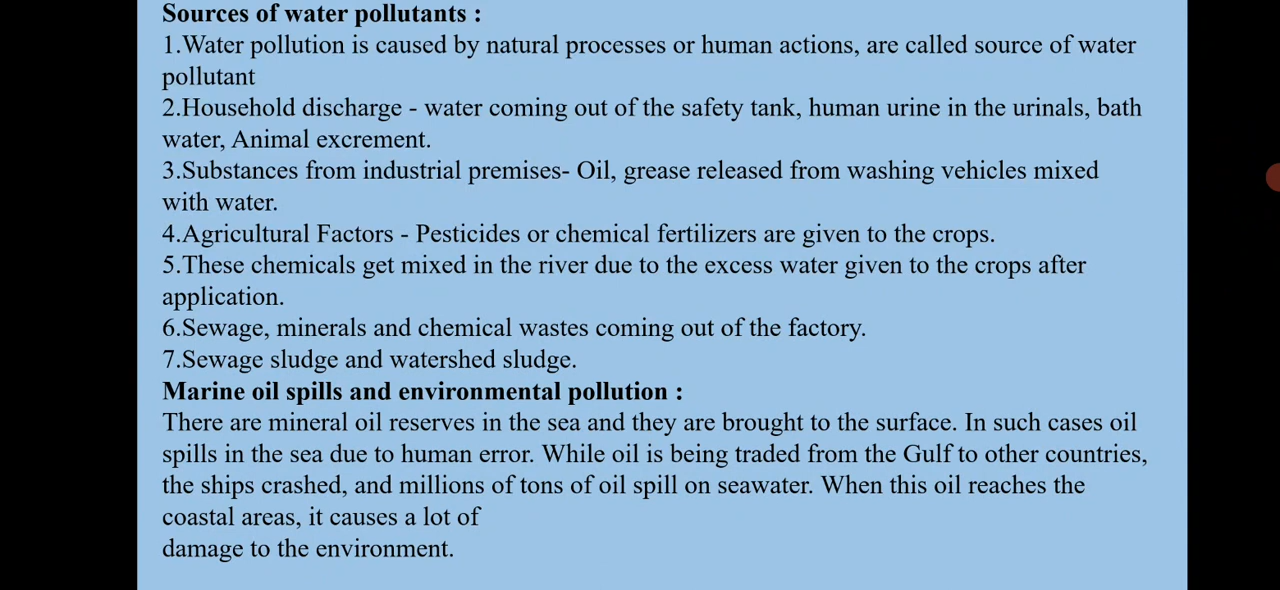 Sources of water pollutants :
1.Water pollution is caused by natural processes or human actions, are called source of water
pollutant
2.Household discharge - water coming out of the safety tank, human urine in the urinals, bath
water, Animal excrement.
3.Substances from industrial premises- Oil, grease released from washing vehicles mixed
with water.
4.Agricultural Factors - Pesticides or chemical fertilizers are given to the crops.
5.These chemicals get mixed in the river due to the excess water given to the crops after
application.
6.Sewage, minerals and chemical wastes coming out of the factory.
7.Sewage sludge and watershed sludge.
Marine oil spills and environmental pollution :
There are mineral oil reserves in the sea and they are brought to the surface. In such cases oil
spills in the sea due to human error. While oil is being traded from the Gulf to other countries,
the ships crashed, and millions of tons of oil spill on seawater. When this oil reaches the
coastal areas, it causes a lot of
damage to the environment.